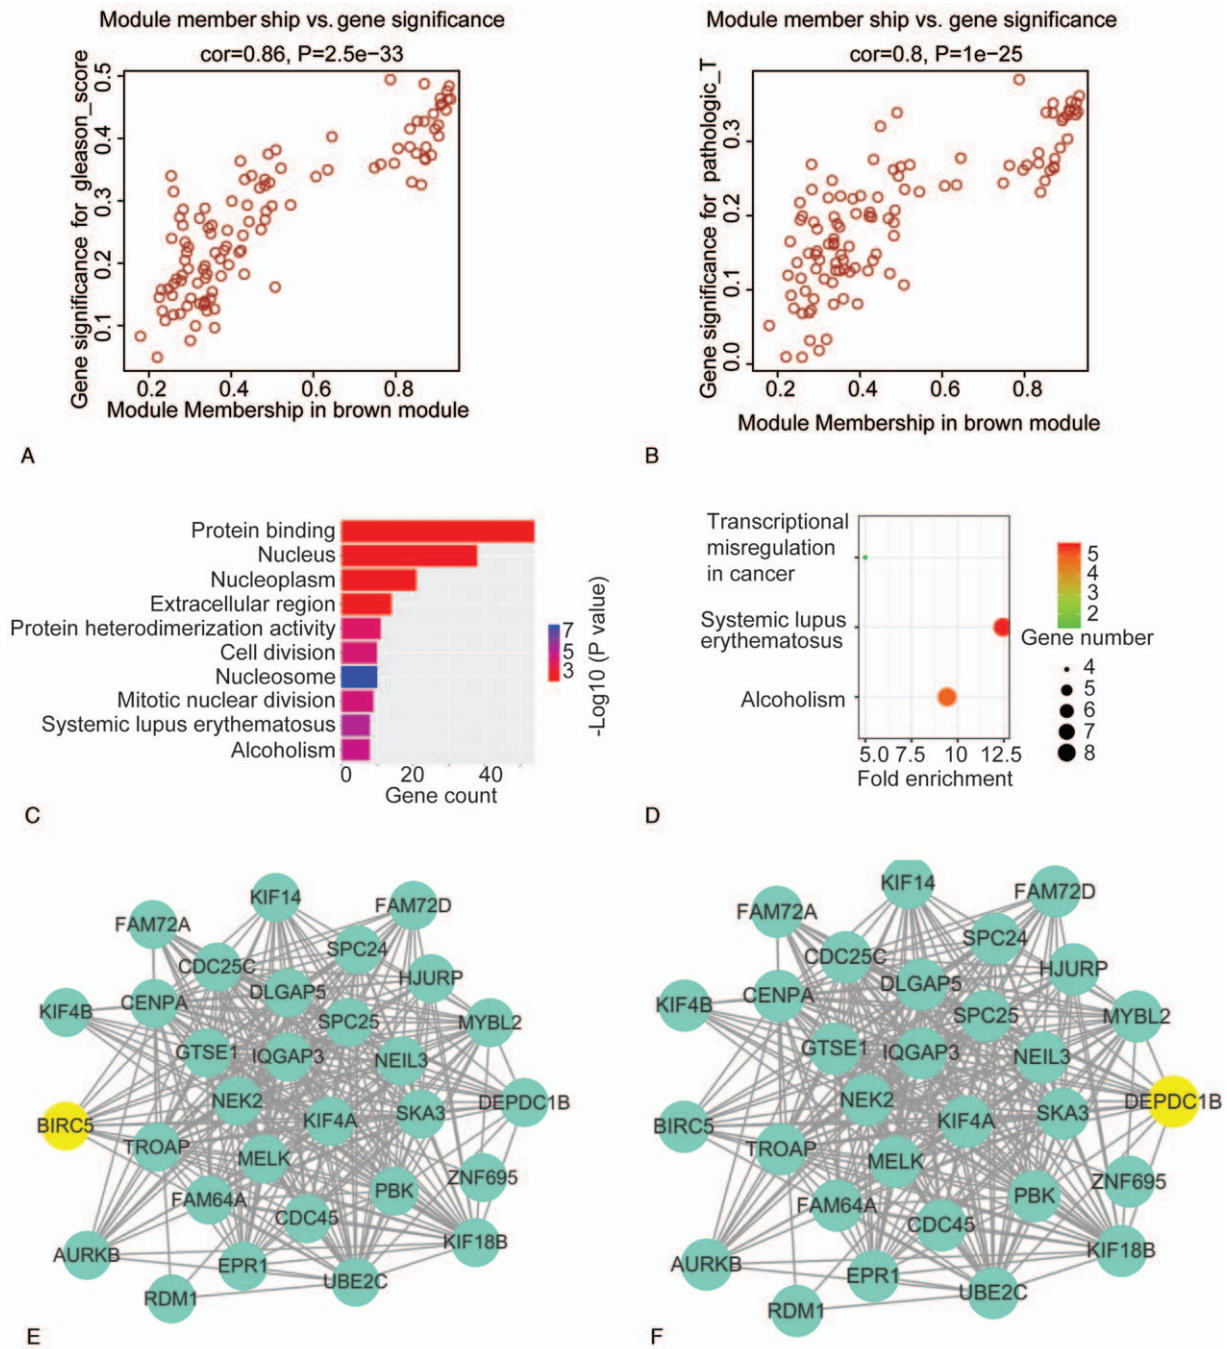 Module member ship vs. gene significance
cor=0.86, P=2.5e−33
Gene significance for gleason_score
0.5
0.4
0.3
0.2
0.1
0.2 0.4 0.6 0.8
Module Membership in brown module
A
Module member ship vs. gene significance
cor=0.8, P=1e−25
Gene significance for pathologic_T
0.3
0.2
0.1
0.0
0.2 0.4 0.6 0.8
Module Membership in brown module
B
Protein binding
Nucleus
Nucleoplasm
Extracellular region
Protein heterodimerization activity
Cell division
Nucleosome
Mitotic nuclear division
Systemic lupus erythematosus
Alcoholism
0 20 40
Gene count
7
5
3
-Log10 (P value)
C
Transcriptional
misregulation
in cancer
Systemic lupus
erythematosus
Alcoholism
5.0 7.5 10 12.5
Fold enrichment
5
4
3
2
Gene number
4
5
6
7
8
D
KIF14
FAM72D
FAM72A
SPC24
CDC25C
HJURP
DLGAP5
CENPA
KIF4B
SPC25
MYBL2
GTSE1
IQGAP3
NEIL3
NEK2
DEPDC1B
SKA3
KIF4A
BIRC5
TROAP
MELK
ZNF695
PBK
FAM64A
CDC45
KIF18B
AURKB
EPR1
UBE2C
RDM1
E
KIF14
FAM72D
FAM72A
SPC24
CDC25C
HJURP
DLGAP5
CENPA
KIF4B
SPC25
MYBL2
GTSE1
IQGAP3
NEIL3
NEK2
DEPDC1B
SKA3
KIF4A
BIRC5
TROAP
MELK
ZNF695
PBK
FAM64A
CDC45
KIF18B
AURKB
EPR1
UBE2C
RDM1
F